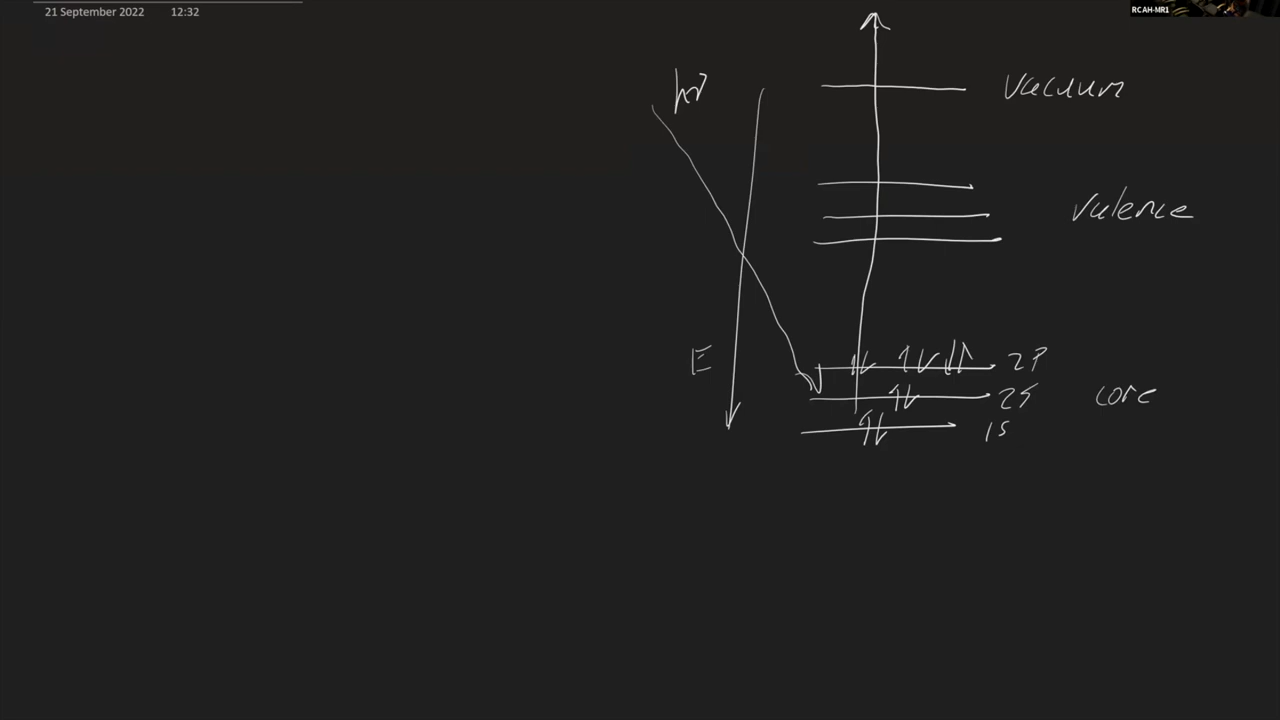 21 September 2022 12:32
RCAH-MR1
hν
vacuum
valence
E
2P
2S
core
1S